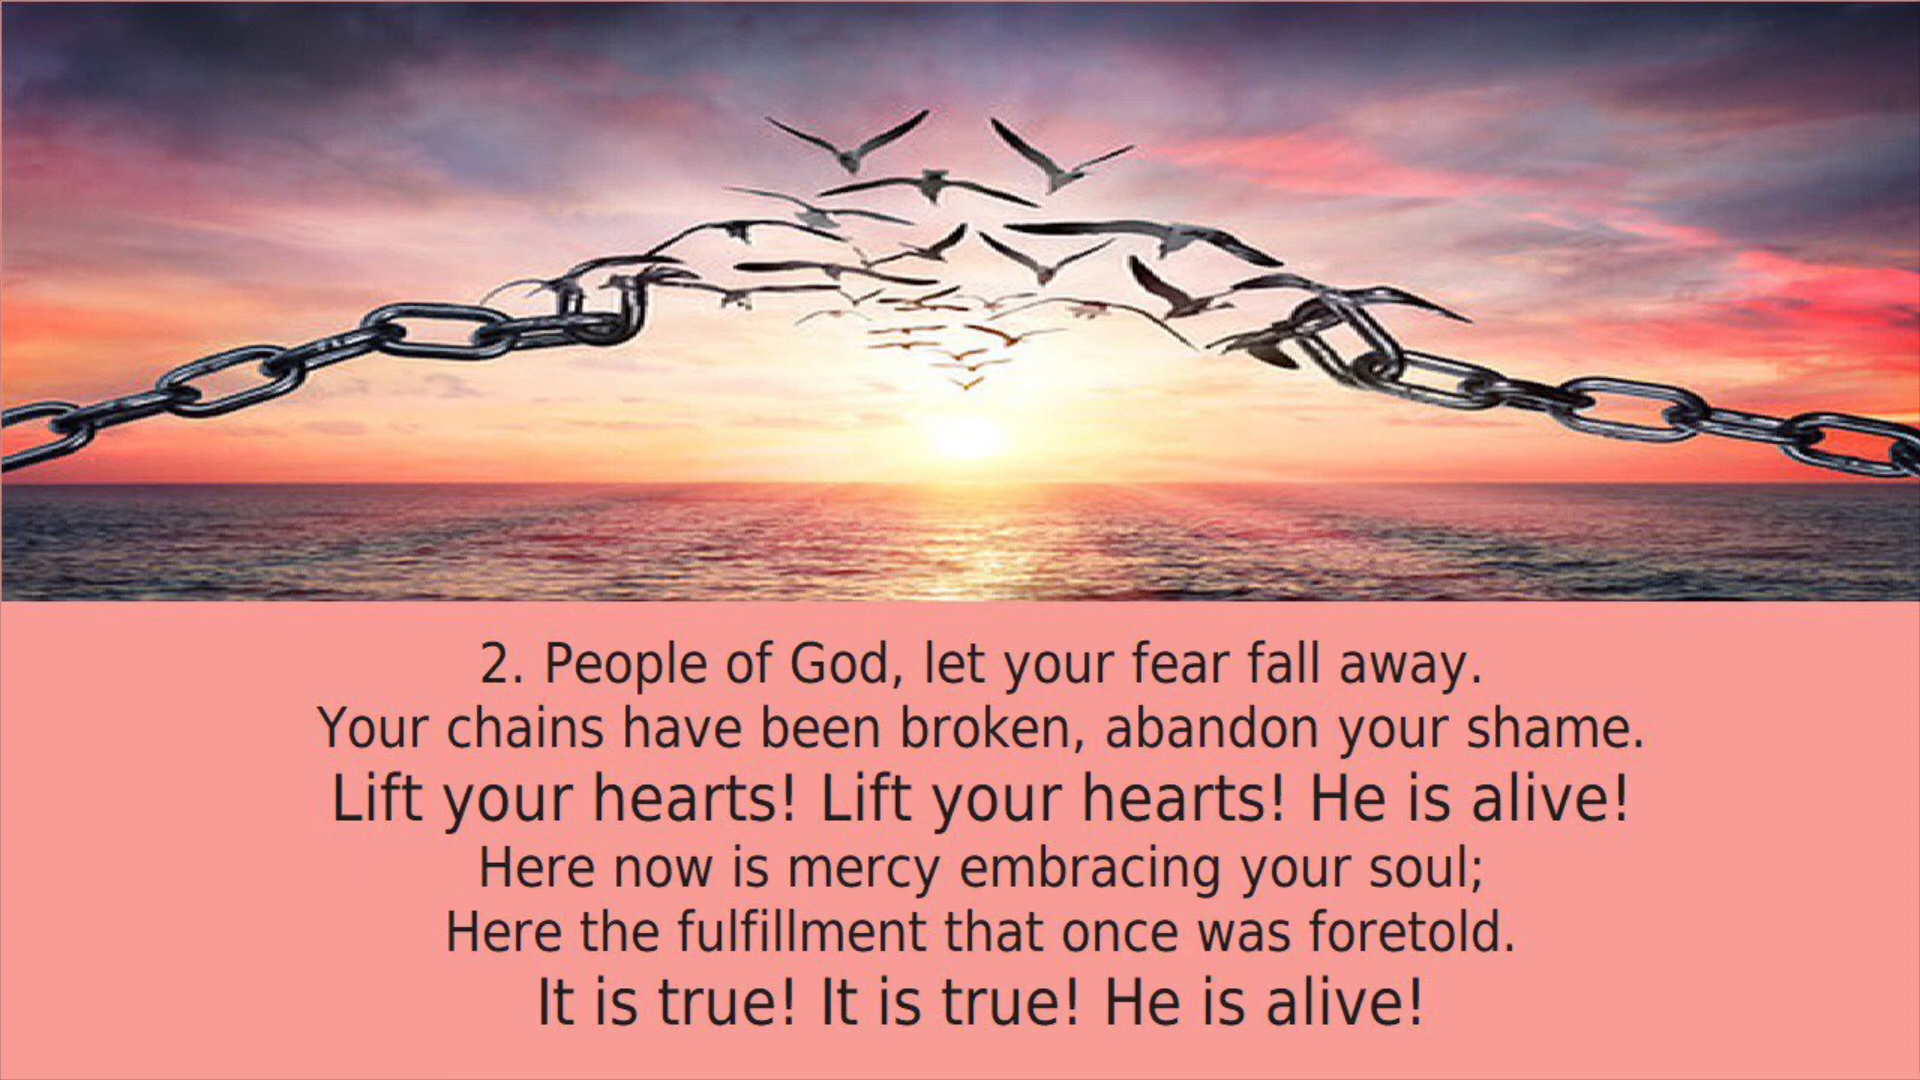 2. People of God, let your fear fall away.
Your chains have been broken, abandon your shame.
Lift your hearts! Lift your hearts! He is alive!
Here now is mercy embracing your soul;
Here the fulfillment that once was foretold.
It is true! It is true! He is alive!